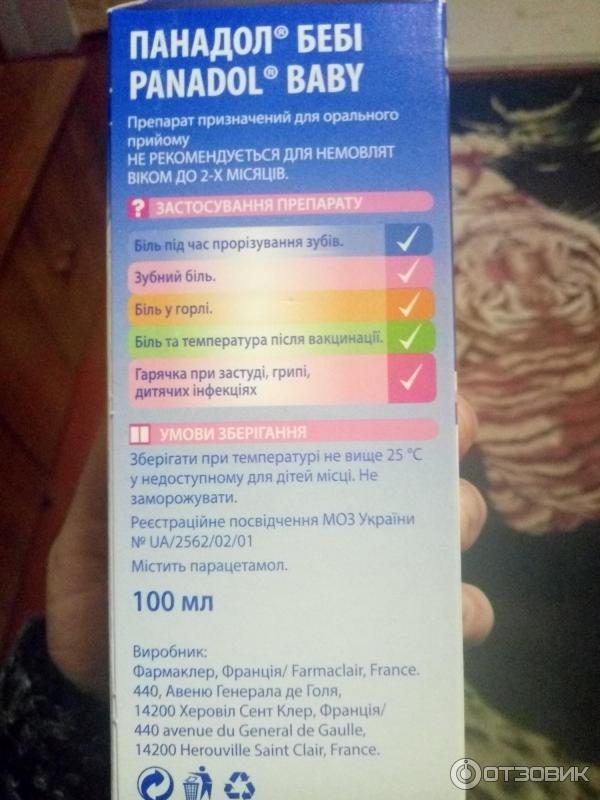 ПАНАДОЛ® БЕБІ
PANADOL® BABY
Препарат призначений для орального
прийому
НЕ РЕКОМЕНДУЄТЬСЯ ДЛЯ НЕМОВЛЯТ
ВІКОМ ДО 2-Х МІСЯЦІВ.
? ЗАСТОСУВАННЯ ПРЕПАРАТУ
Біль під час прорізування зубів.
Зубний біль.
Біль у горлі.
Біль та температура після вакцинації.
Гарячка при застуді, грипі,
дитячих інфекціях
УМОВИ ЗБЕРІГАННЯ
Зберігати при температурі не вище 25 °C
у недоступному для дітей місці. Не
заморожувати.
Реєстраційне посвідчення МОЗ України
№ UA/2562/02/01
Містить парацетамол.
100 мл
Виробник:
Фармаклер, Франція/ Farmaclair, France.
440, Авеню Генерала де Голя,
14200 Херовіл Сент Клер, Франція/
440 avenue du General de Gaulle,
14200 Herouville Saint Clair, France.
ОТЗОВИК